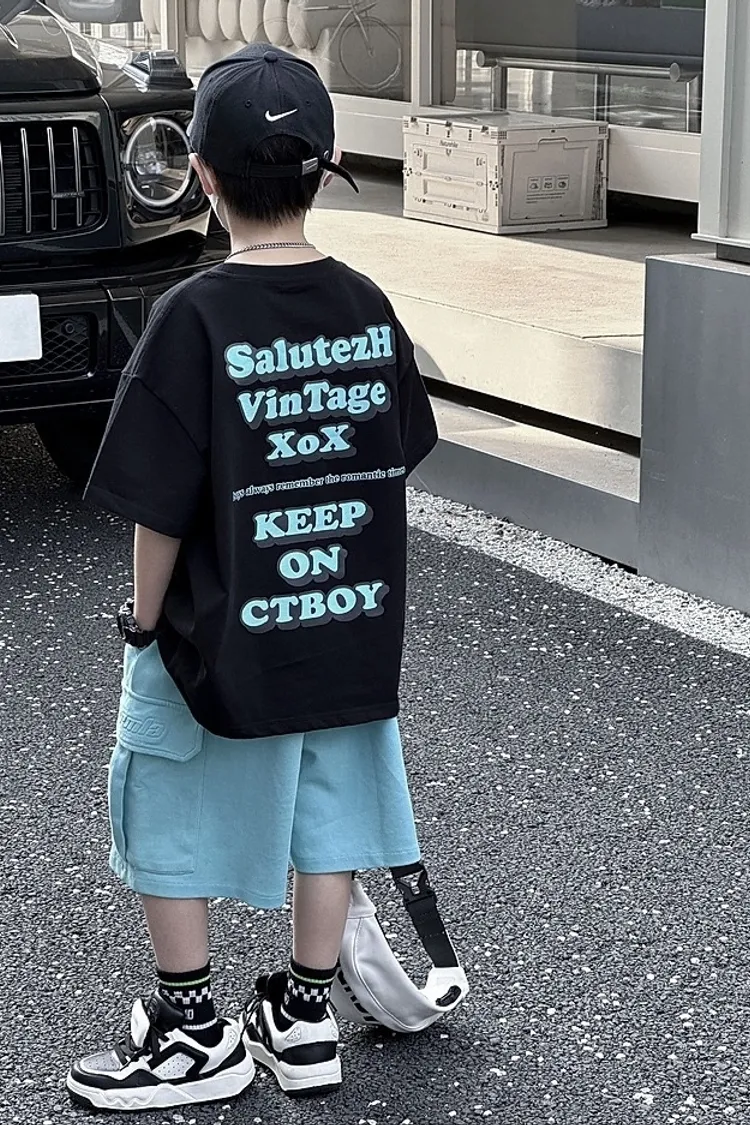 SalutezH
VinTage
XoX
always remember the romantic times
KEEP
ON
CTBOY